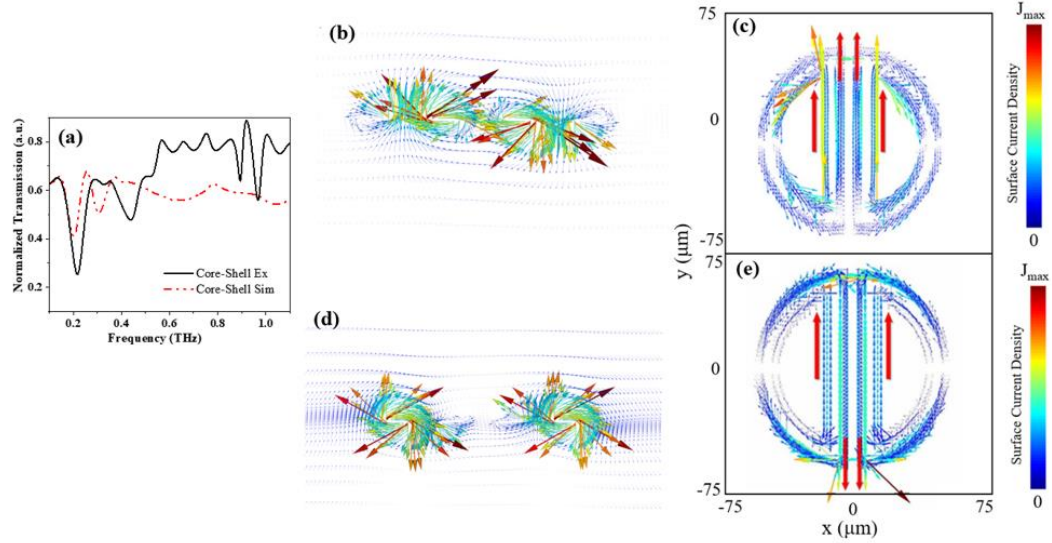 (a)
Normalized Transmission (a.u.)
0.8
0.6
0.4
0.2
Core-Shell Ex
Core-Shell Sim
0.2 0.4 0.6 0.8 1.0
Frequency (THz)
(b)
(d)
75
(c)
0
-75
y (μm)
75
(e)
0
-75
-75 0 75
x (μm)
Jmax
Surface Current Density
0
Jmax
Surface Current Density
0